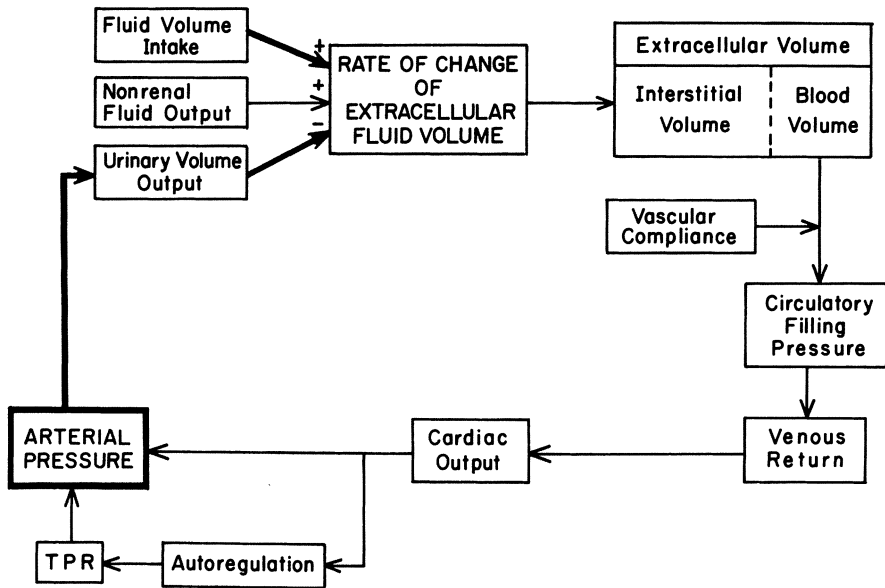 Fluid Volume
Intake
+
Nonrenal
Fluid Output
+
Urinary Volume
Output
-
RATE OF CHANGE
OF
EXTRACELLULAR
FLUID VOLUME
Extracellular Volume
Interstitial
Volume
Blood
Volume
Vascular
Compliance
Circulatory
Filling
Pressure
Venous
Return
Cardiac
Output
ARTERIAL
PRESSURE
TPR
Autoregulation